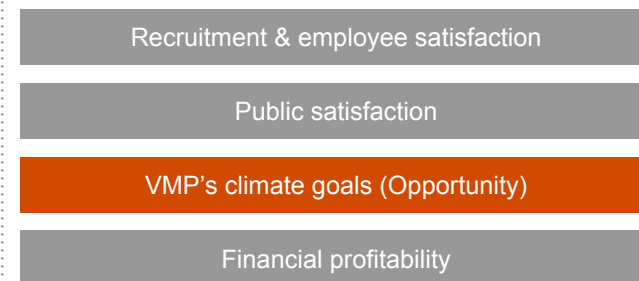 Recruitment & employee satisfaction
Public satisfaction
VMP's climate goals (Opportunity)
Financial profitability